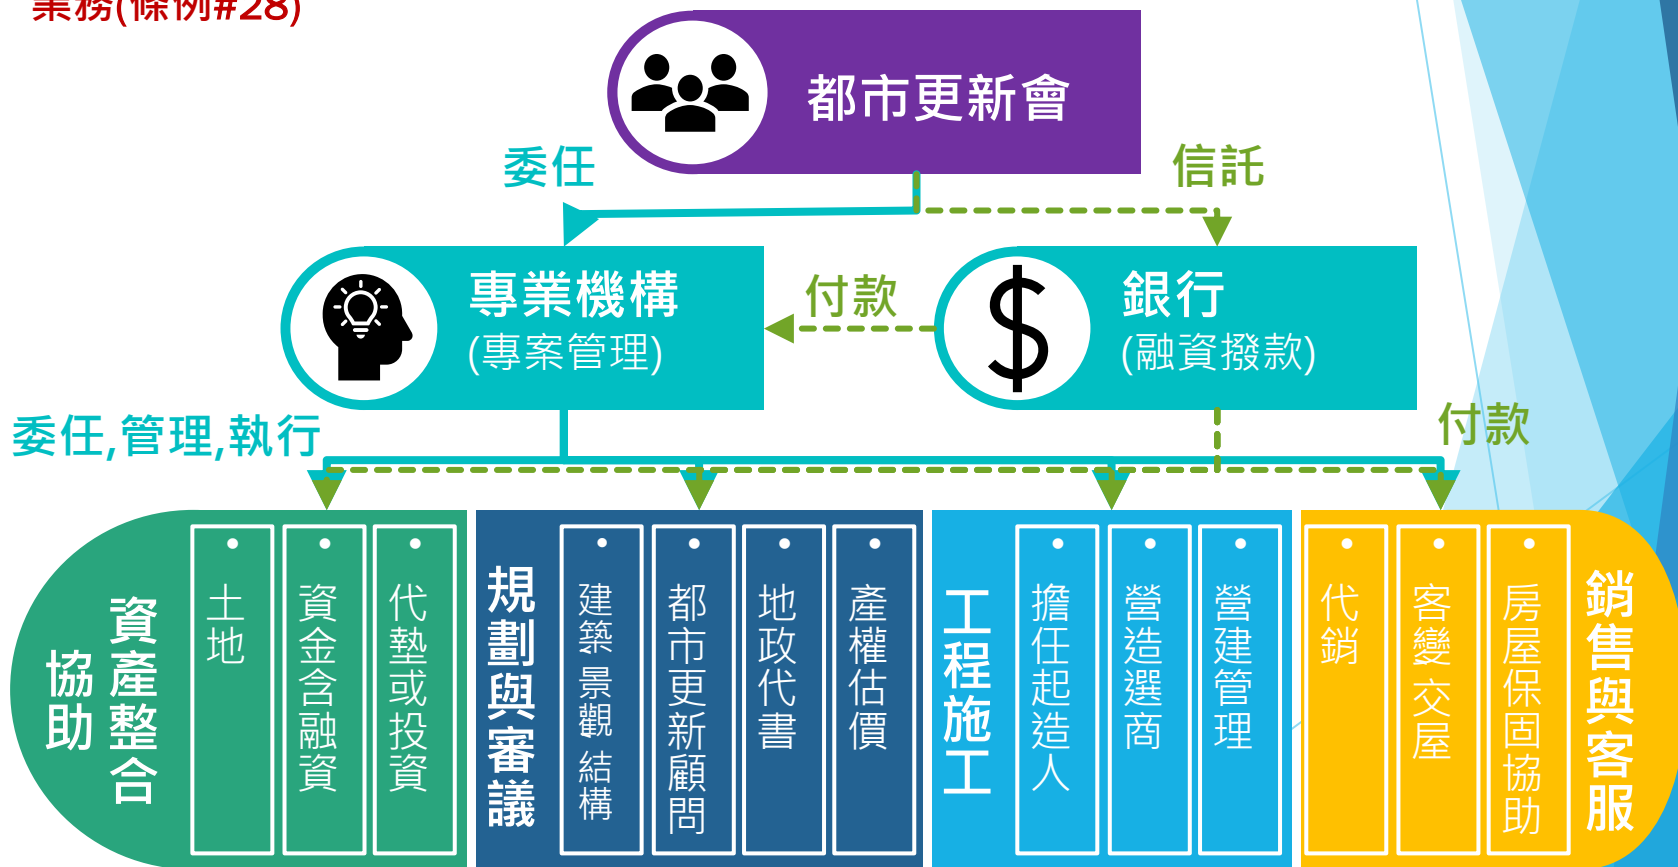 業務(條例#28)
都市更新會
委任
信託
專業機構
(專案管理)
付款
銀行
(融資撥款)
委任,管理,執行
付款
資產整合
協助
土地
資金含融資
代墊或投資
規劃與審議
建築、景觀、結構
都市更新顧問
地政代書
產權估價
工程施工
擔任起造人
營造選商
營建管理
代銷
客變、交屋
房屋保固協助
銷售與客服